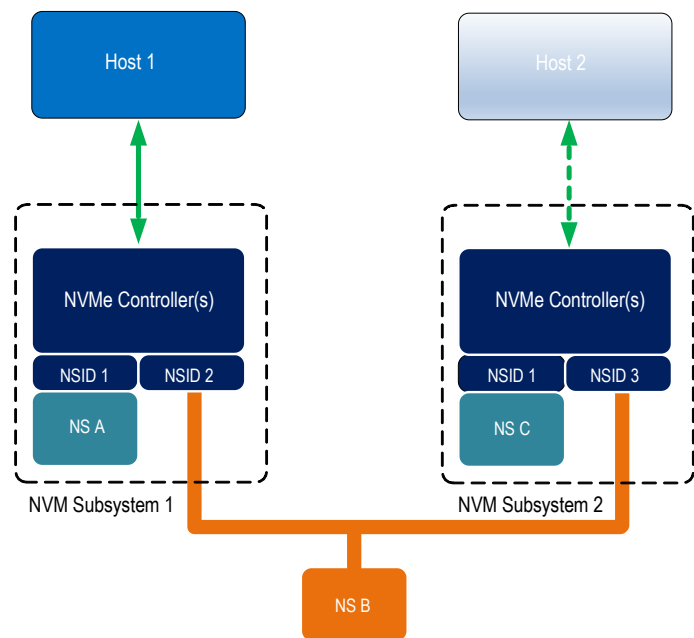 Host 1
Host 2
NVMe Controller(s)
NVMe Controller(s)
NSID 1
NSID 2
NSID 1
NSID 3
NS A
NS C
NVM Subsystem 1
NVM Subsystem 2
NS B